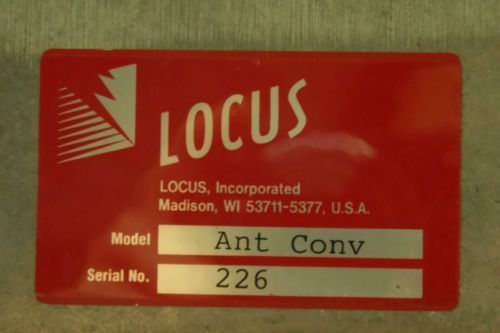 LOCUS
LOCUS, Incorporated
Madison, WI 53711-5377, U.S.A.
Model Ant Conv
Serial No. 226